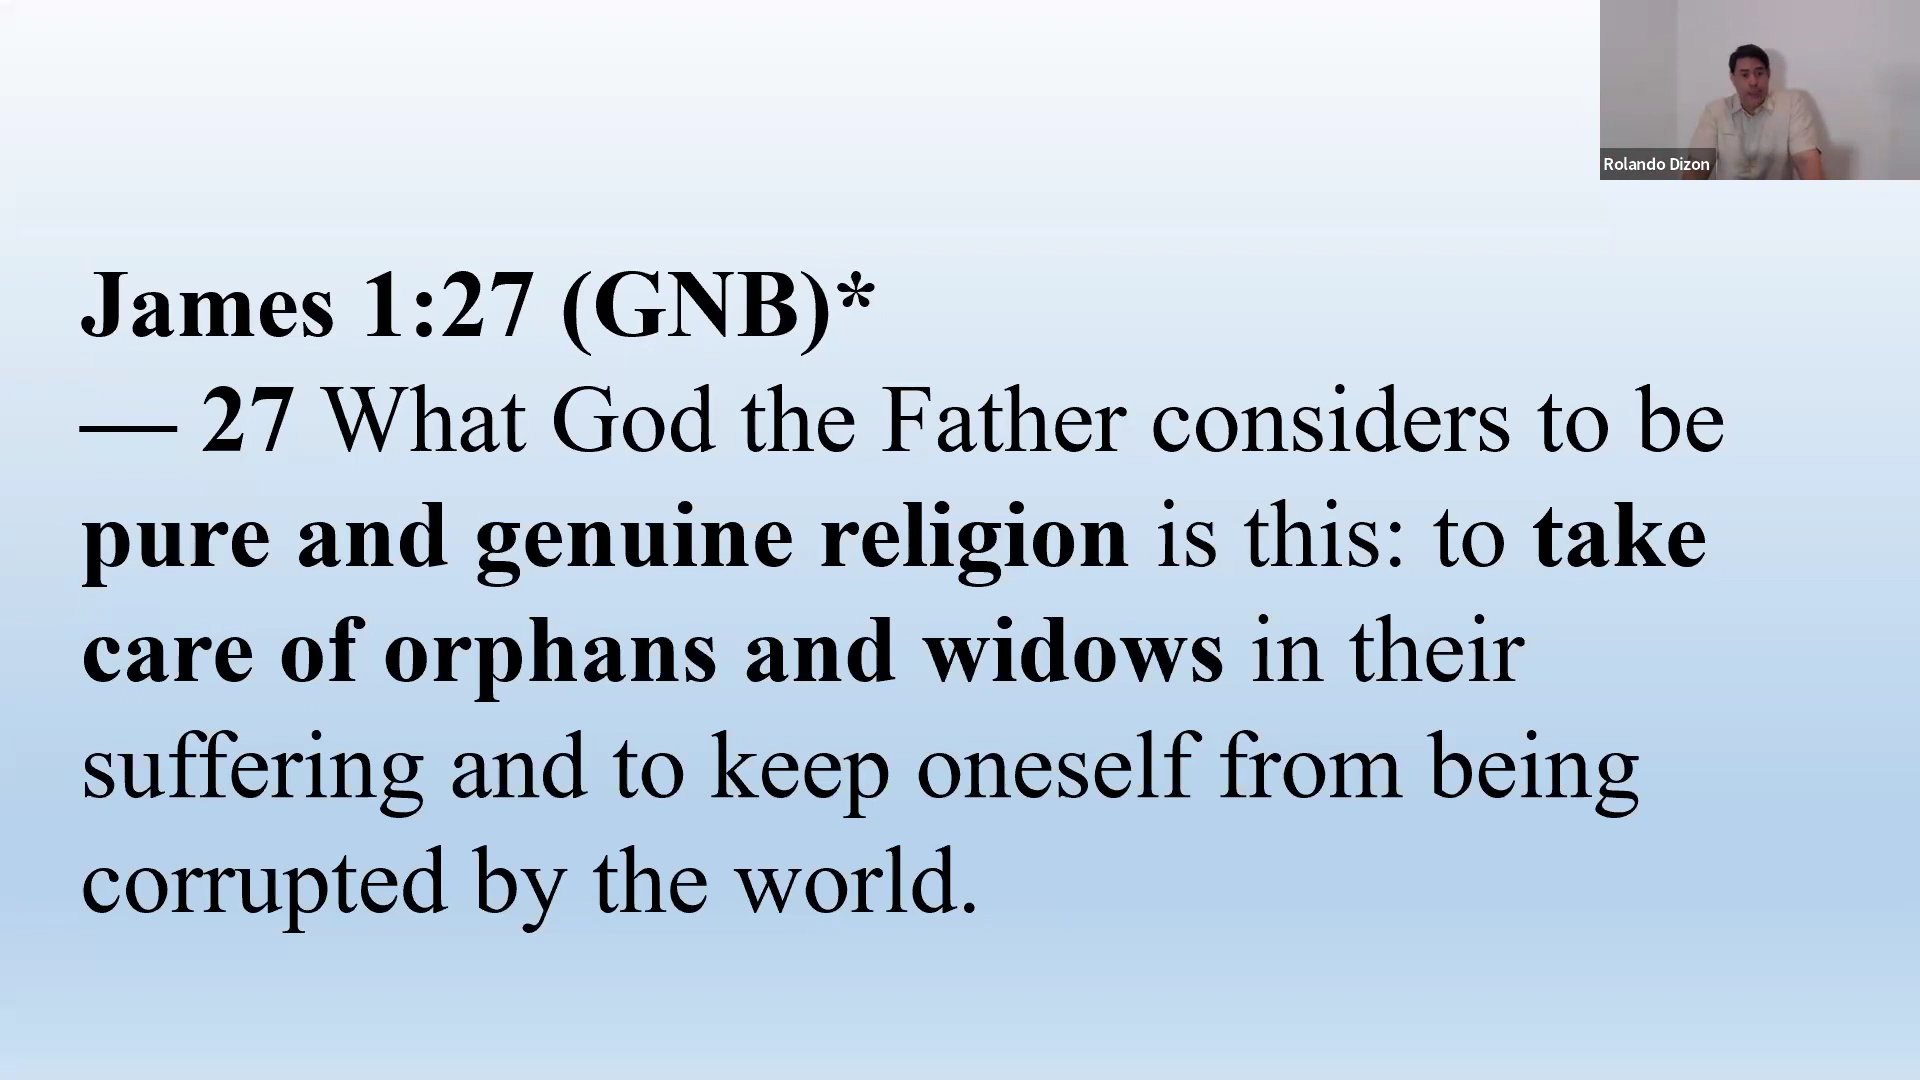 Rolando Dizon
James 1:27 (GNB)*
— 27 What God the Father considers to be
pure and genuine religion is this: to take
care of orphans and widows in their
suffering and to keep oneself from being
corrupted by the world.